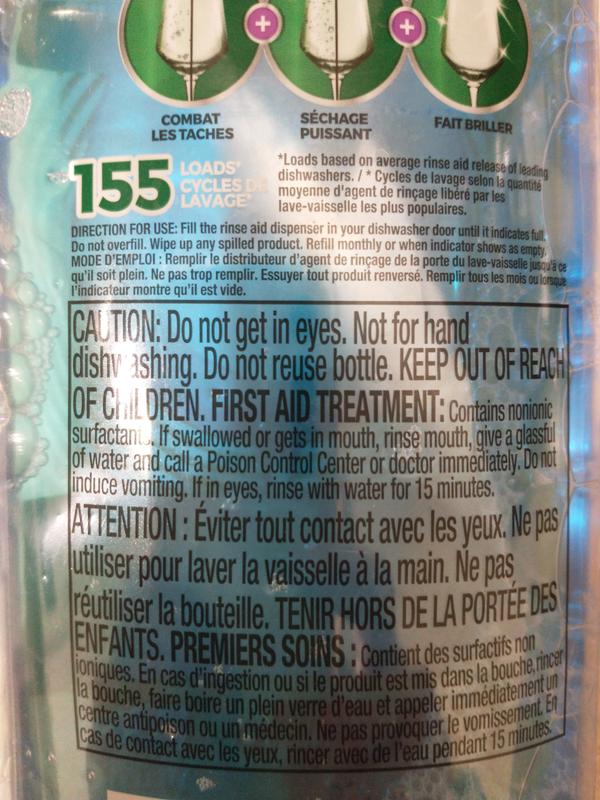 COMBAT
LES TACHES
SÉCHAGE
PUISSANT
FAIT BRILLER
155
LOADS*
CYCLES DE
LAVAGE*
*Loads based on average rinse aid release of leading
dishwashers. / * Cycles de lavage selon la quantité
moyenne d'agent de rinçage libéré par les
lave-vaisselle les plus populaires.
DIRECTION FOR USE: Fill the rinse aid dispenser in your dishwasher door until it indicates full.
Do not overfill. Wipe up any spilled product. Refill monthly or when indicator shows as empty.
MODE D'EMPLOI : Remplir le distributeur d'agent de rinçage de la porte du lave-vaisselle jusqu'à ce
qu'il soit plein. Ne pas trop remplir. Essuyer tout produit renversé. Remplir tous les mois ou lorsque
l'indicateur montre qu'il est vide.
CAUTION: Do not get in eyes. Not for hand
dishwashing. Do not reuse bottle. KEEP OUT OF REACH
OF CHILDREN. FIRST AID TREATMENT: Contains nonionic
surfactants. If swallowed or gets in mouth, rinse mouth, give a glassful
of water and call a Poison Control Center or doctor immediately. Do not
induce vomiting. If in eyes, rinse with water for 15 minutes.
ATTENTION : Éviter tout contact avec les yeux. Ne pas
utiliser pour laver la vaisselle à la main. Ne pas
réutiliser la bouteille. TENIR HORS DE LA PORTÉE DES
ENFANTS. PREMIERS SOINS : Contient des surfactifs non
ioniques. En cas d'ingestion ou si le produit est mis dans la bouche, rincer
la bouche, faire boire un plein verre d'eau et appeler immédiatement un
centre antipoison ou un médecin. Ne pas provoquer le vomissement. En
cas de contact avec les yeux, rincer avec de l'eau pendant 15 minutes.